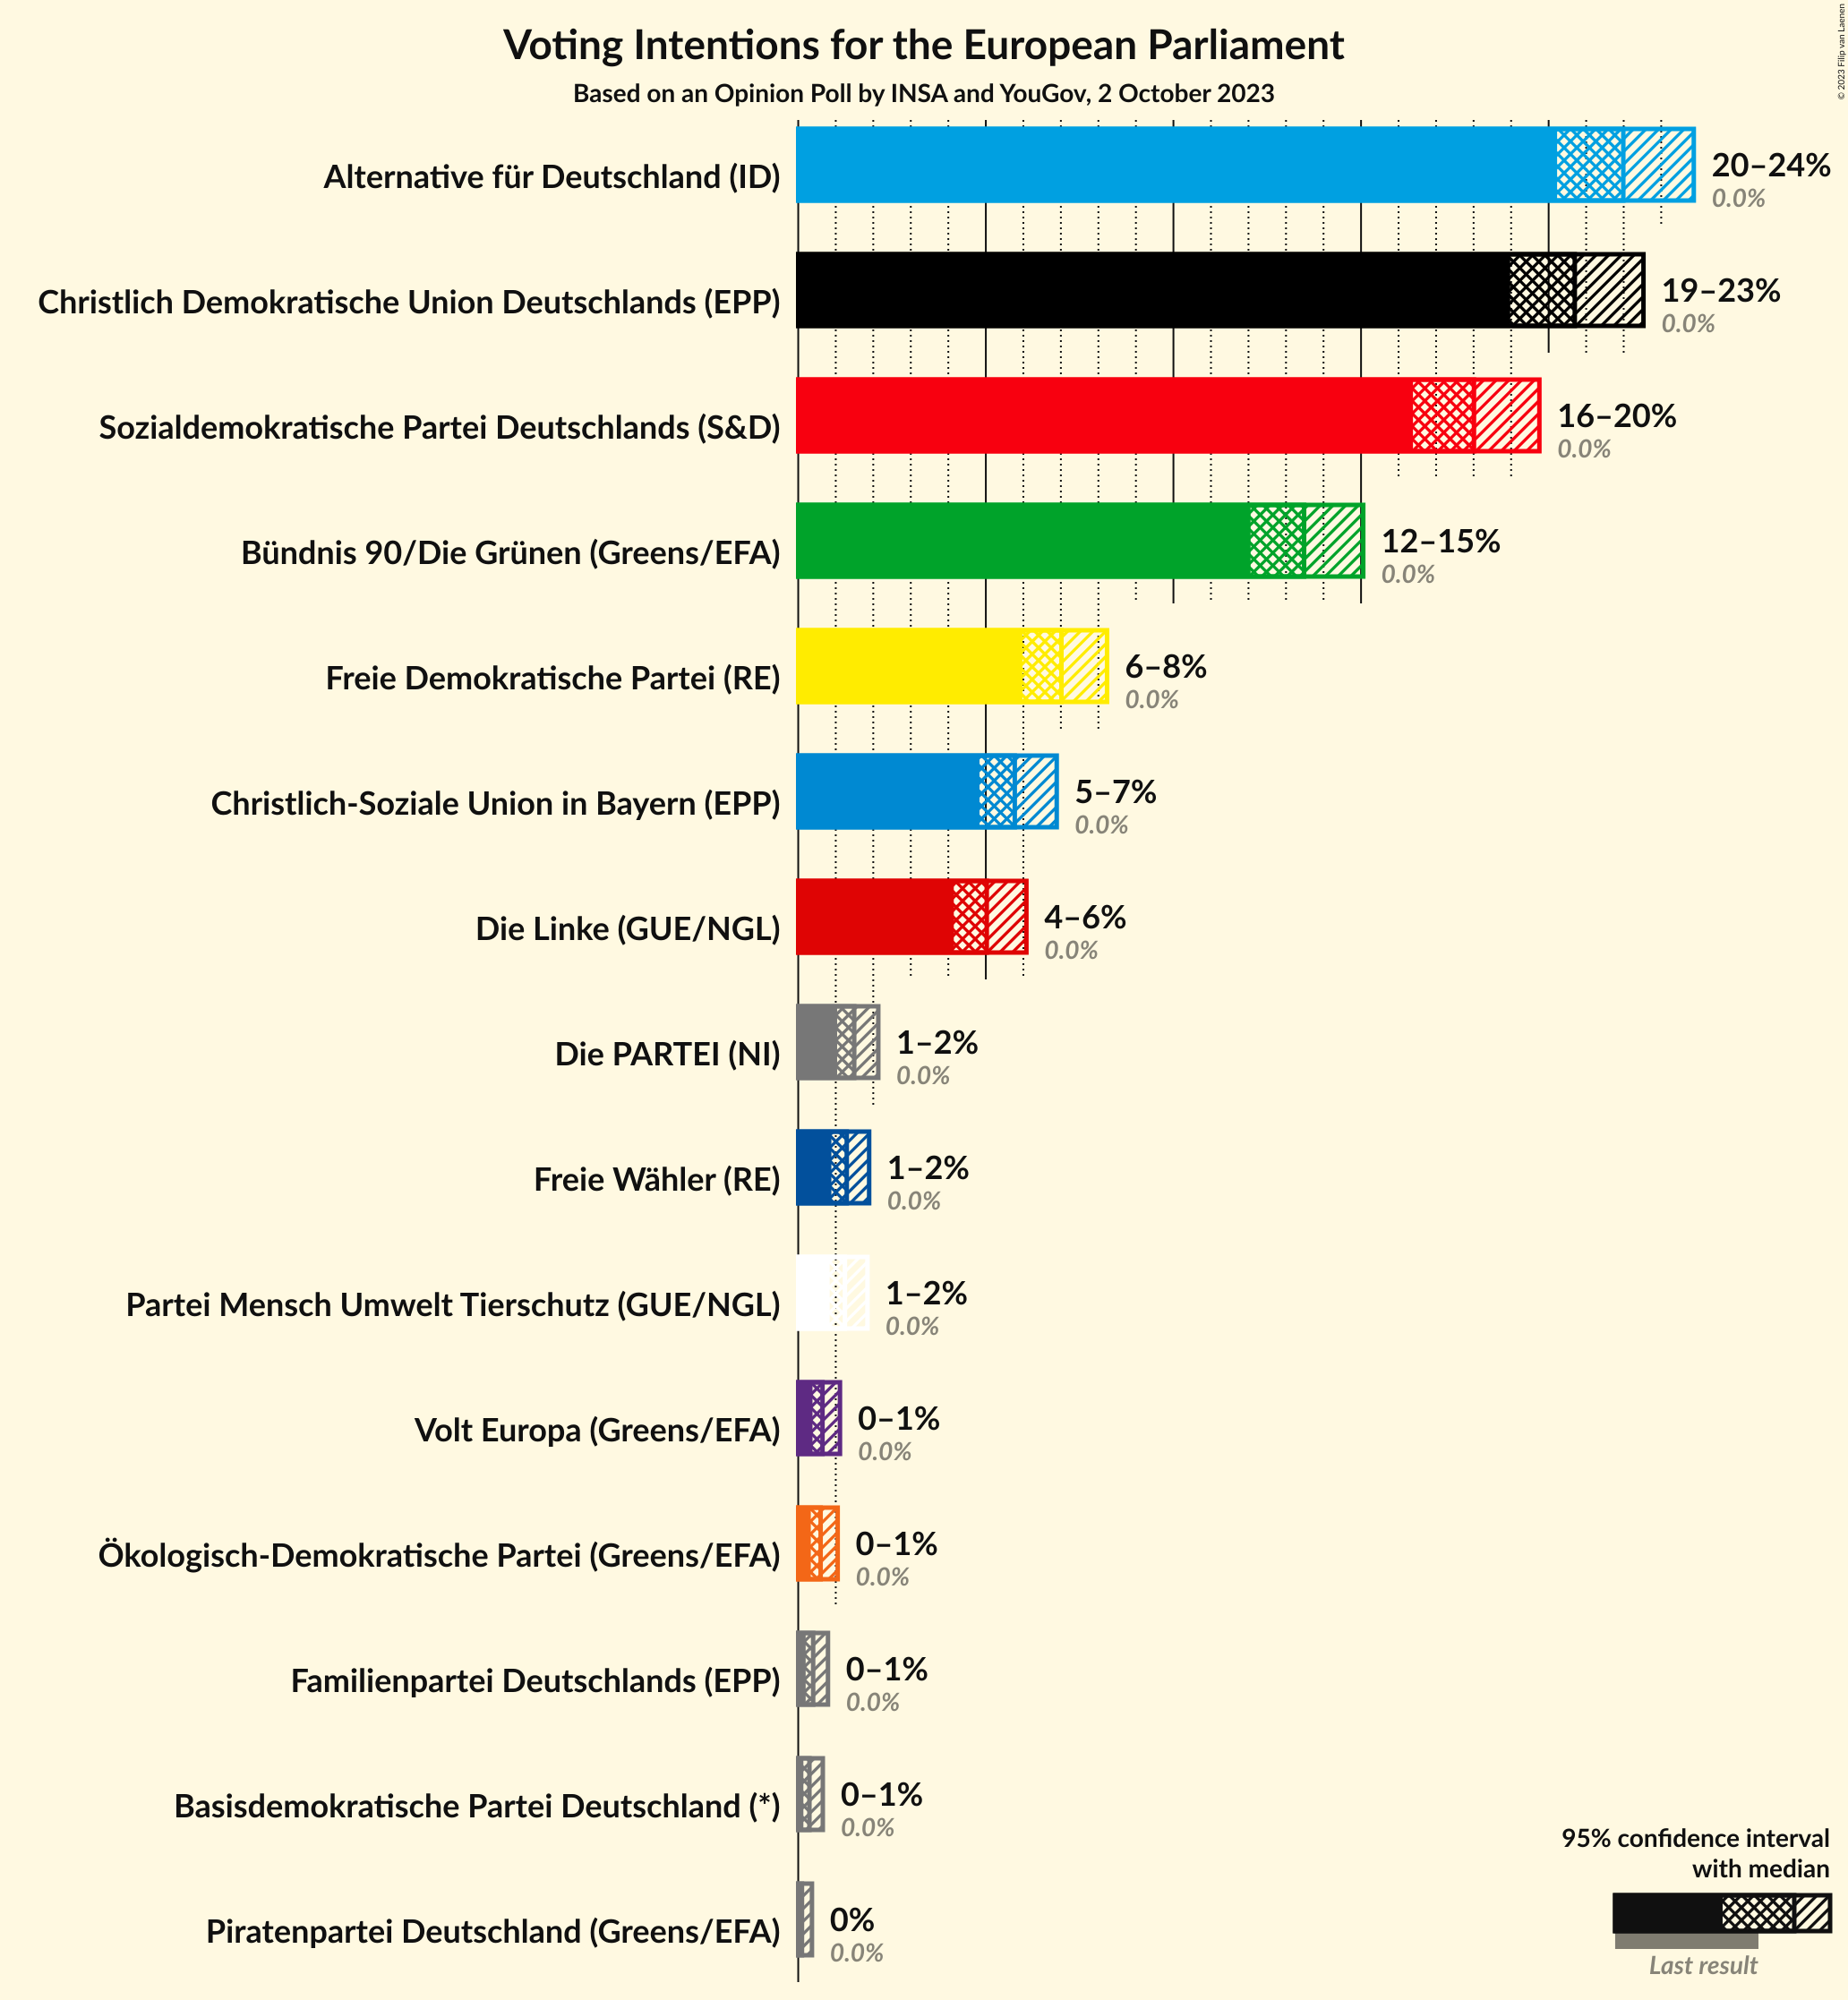 © 2023 Filip van Laenen
Voting Intentions for the European Parliament
Based on an Opinion Poll by INSA and YouGov, 2 October 2023
Alternative für Deutschland (ID)
20–24%
0.0%
Christlich Demokratische Union Deutschlands (EPP)
19–23%
0.0%
Sozialdemokratische Partei Deutschlands (S&D)
16–20%
0.0%
Bündnis 90/Die Grünen (Greens/EFA)
12–15%
0.0%
Freie Demokratische Partei (RE)
6–8%
0.0%
Christlich-Soziale Union in Bayern (EPP)
5–7%
0.0%
Die Linke (GUE/NGL)
4–6%
0.0%
Die PARTEI (NI)
1–2%
0.0%
Freie Wähler (RE)
1–2%
0.0%
Partei Mensch Umwelt Tierschutz (GUE/NGL)
1–2%
0.0%
Volt Europa (Greens/EFA)
0–1%
0.0%
Ökologisch-Demokratische Partei (Greens/EFA)
0–1%
0.0%
Familienpartei Deutschlands (EPP)
0–1%
0.0%
Basisdemokratische Partei Deutschland (*)
0–1%
0.0%
Piratenpartei Deutschland (Greens/EFA)
0%
0.0%
95% confidence interval
with median
Last result